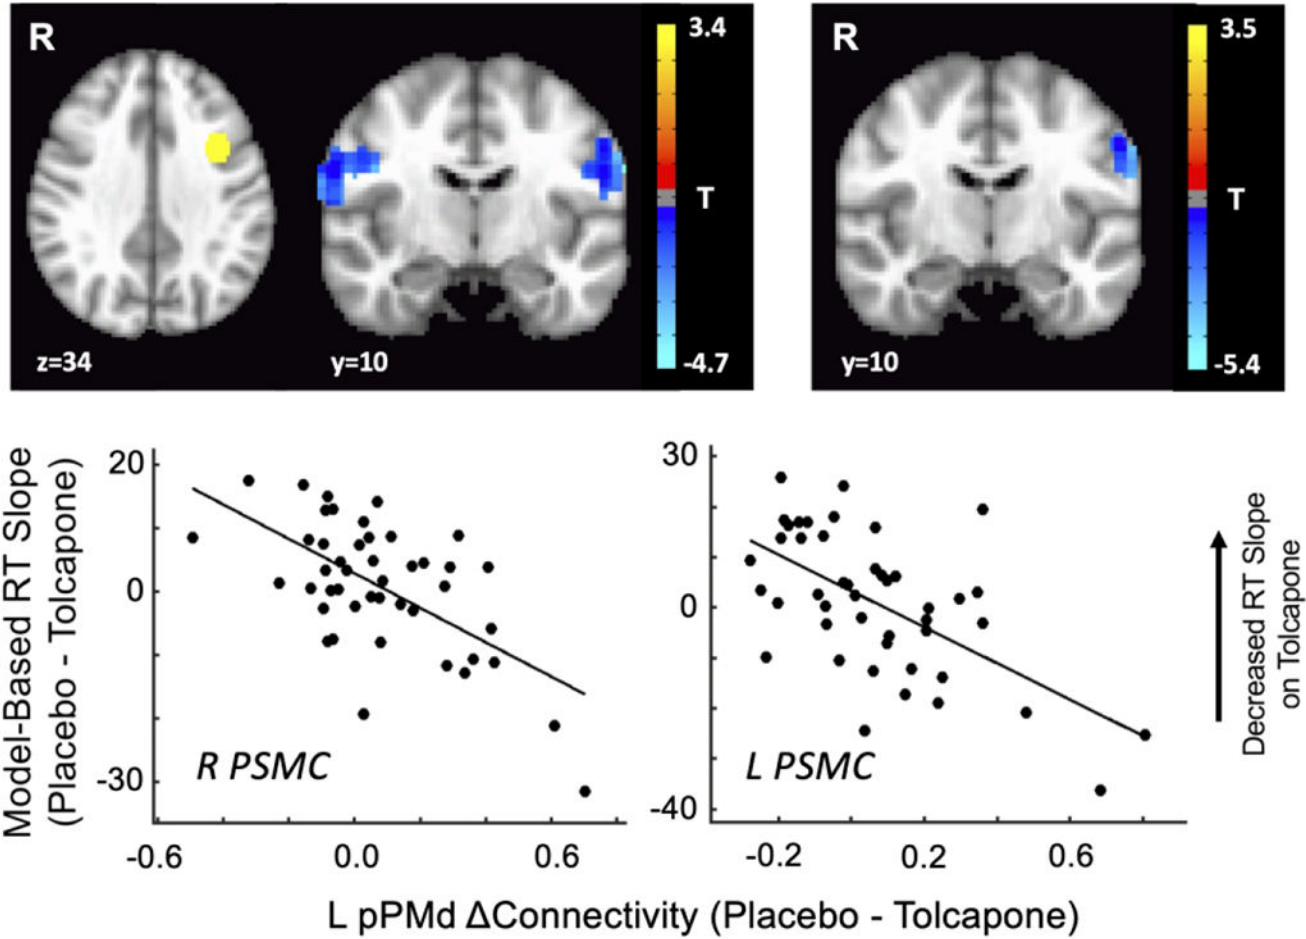 R
3.4
T
-4.7
z=34
y=10
R
3.5
T
-5.4
y=10
Model-Based RT Slope
(Placebo - Tolcapone)
20
0
-30
R PSMC
-0.6
0.0
0.6
30
0
-40
L PSMC
-0.2
0.2
0.6
Decreased RT Slope
on Tolcapone
L pPMd ΔConnectivity (Placebo - Tolcapone)